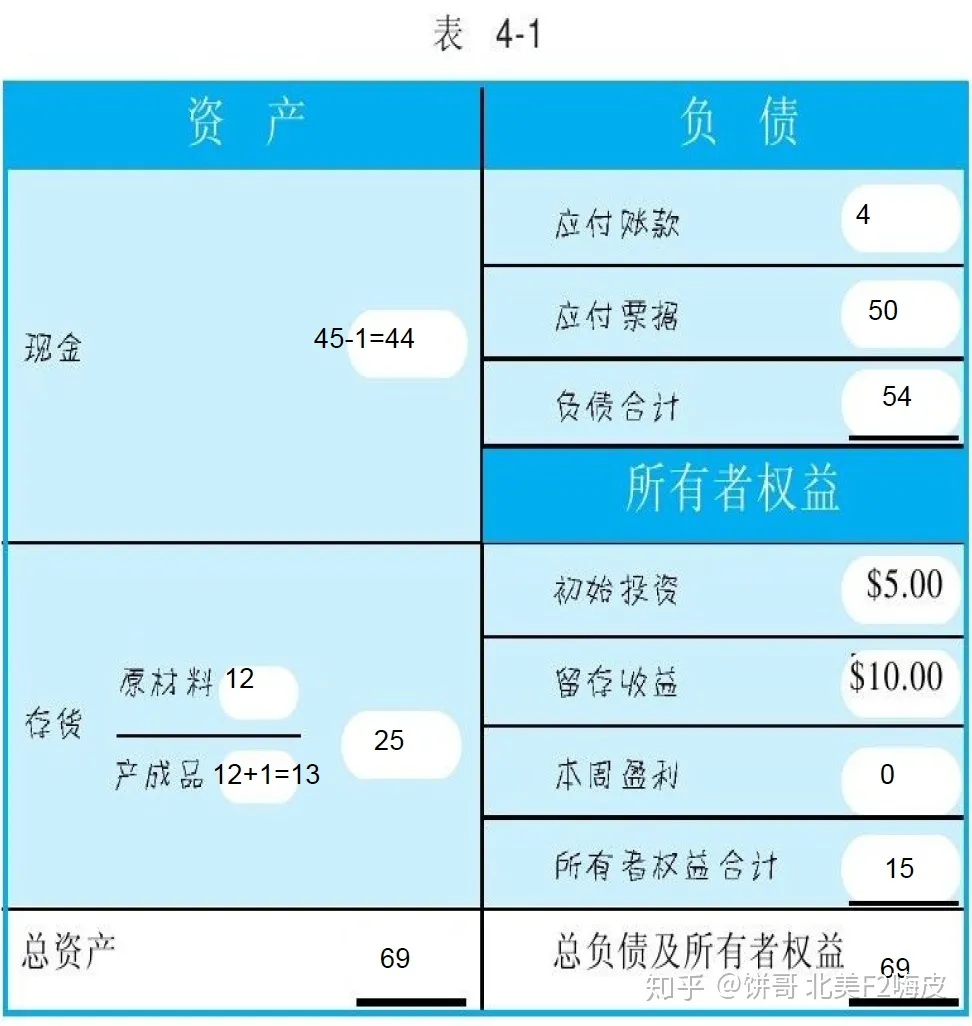 表 4-1
资 产
负 债
现金 45-1=44
应付账款 4
应付票据 50
负债合计 54
所有者权益
存货
原材料 12
产成品 12+1=13
25
初始投资 $5.00
留存收益 $10.00
本周盈利 0
所有者权益合计 15
总资产 69
总负债及所有者权益 69
知乎 @饼哥 北美F2嗨皮